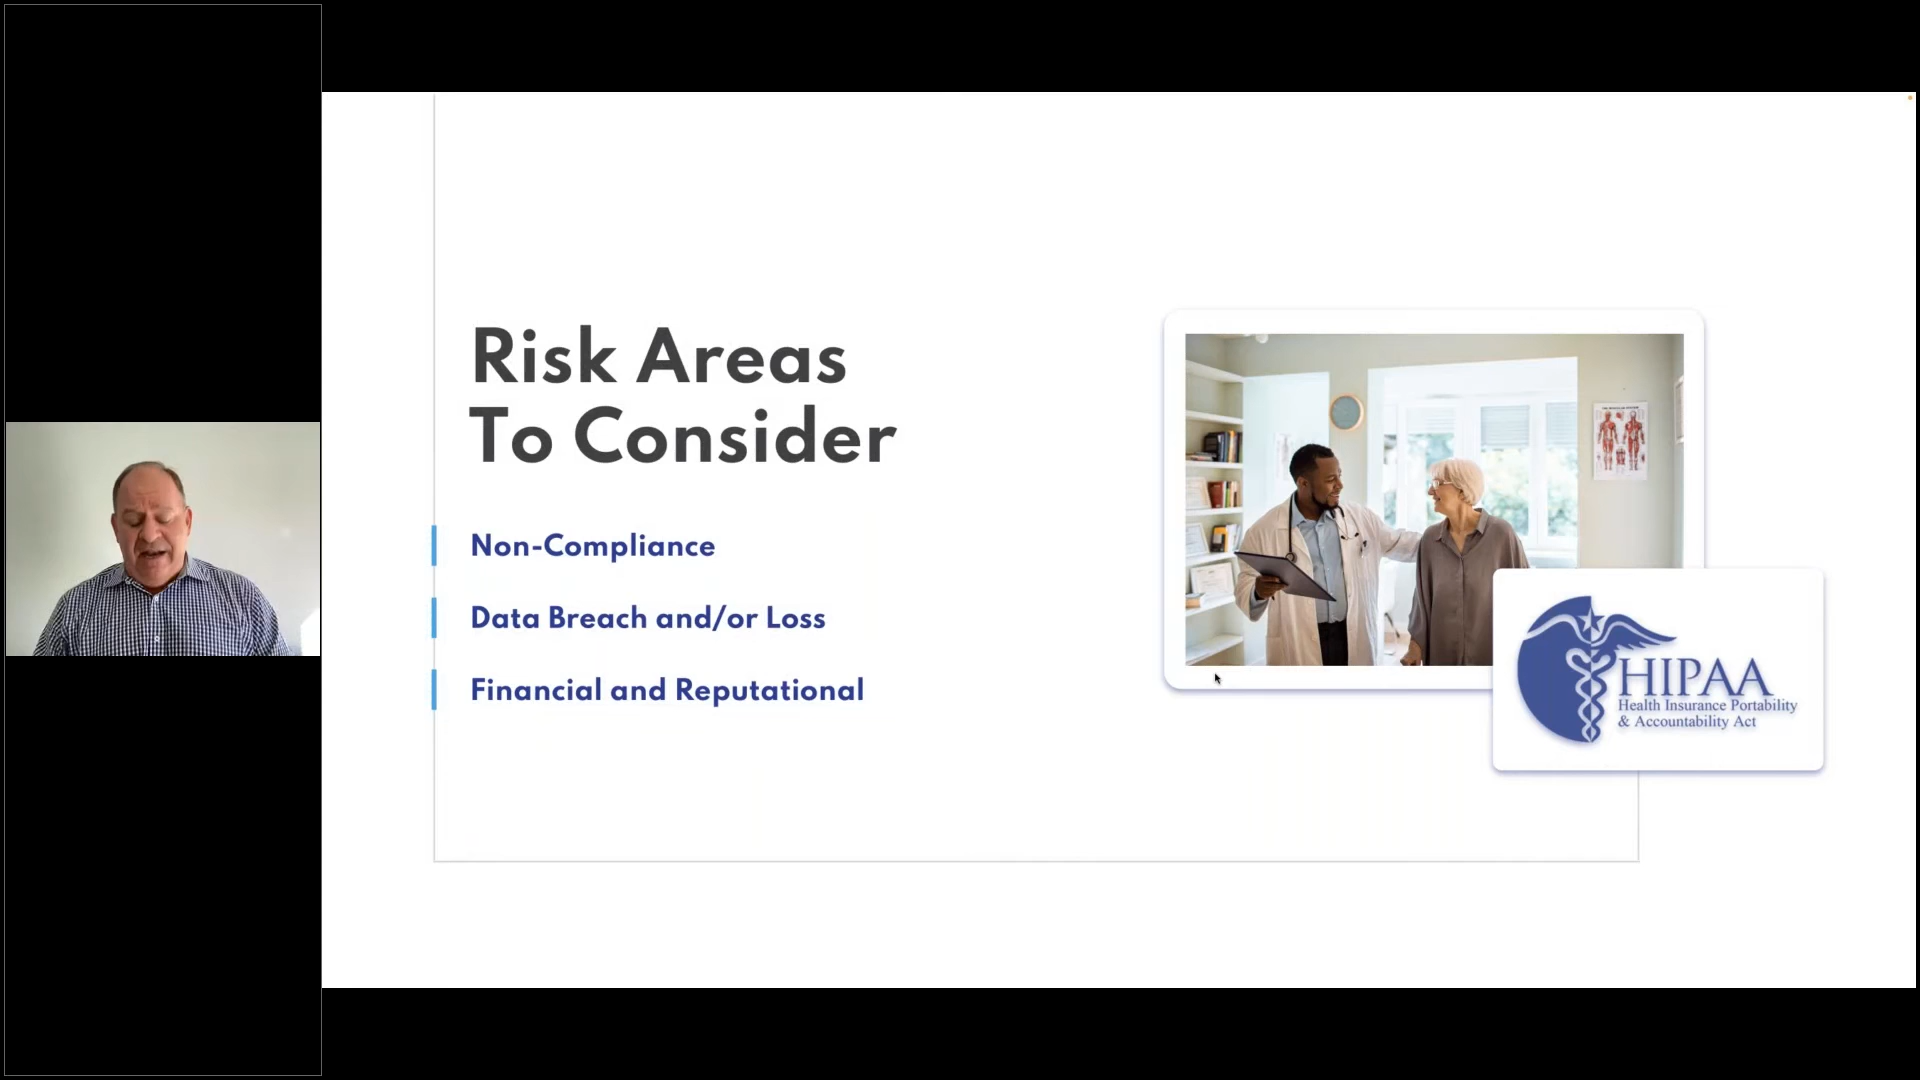 Risk Areas
To Consider
Non-Compliance
Data Breach and/or Loss
Financial and Reputational
HIPAA
Health Insurance Portability
& Accountability Act